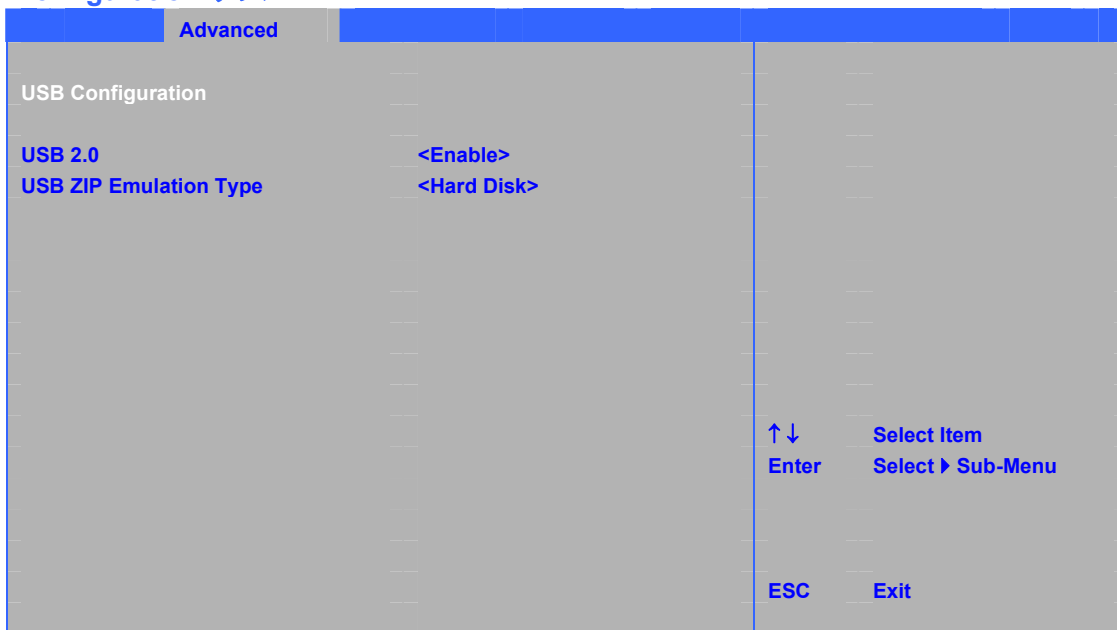 Advanced
USB Configuration
USB 2.0 <Enable>
USB ZIP Emulation Type <Hard Disk>
↑↓ Select Item
Enter Select ▶ Sub-Menu
ESC Exit